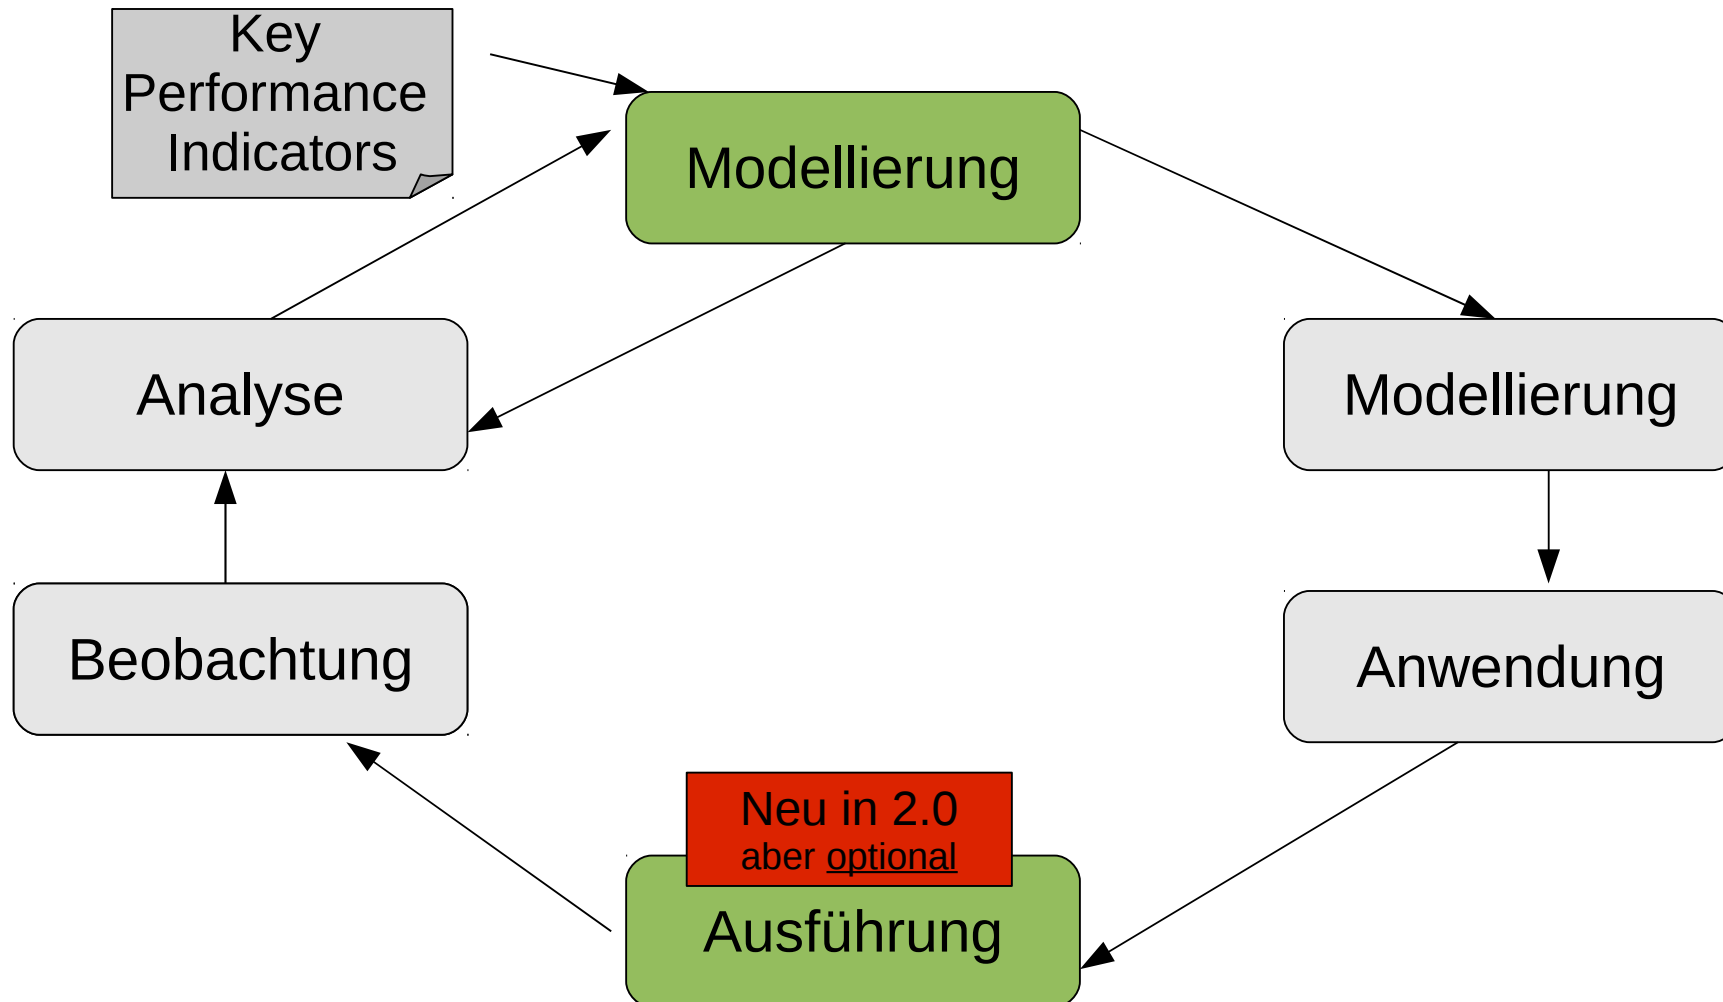 Key
Performance
Indicators
Modellierung
Analyse
Modellierung
Beobachtung
Anwendung
Neu in 2.0
aber optional
Ausführung